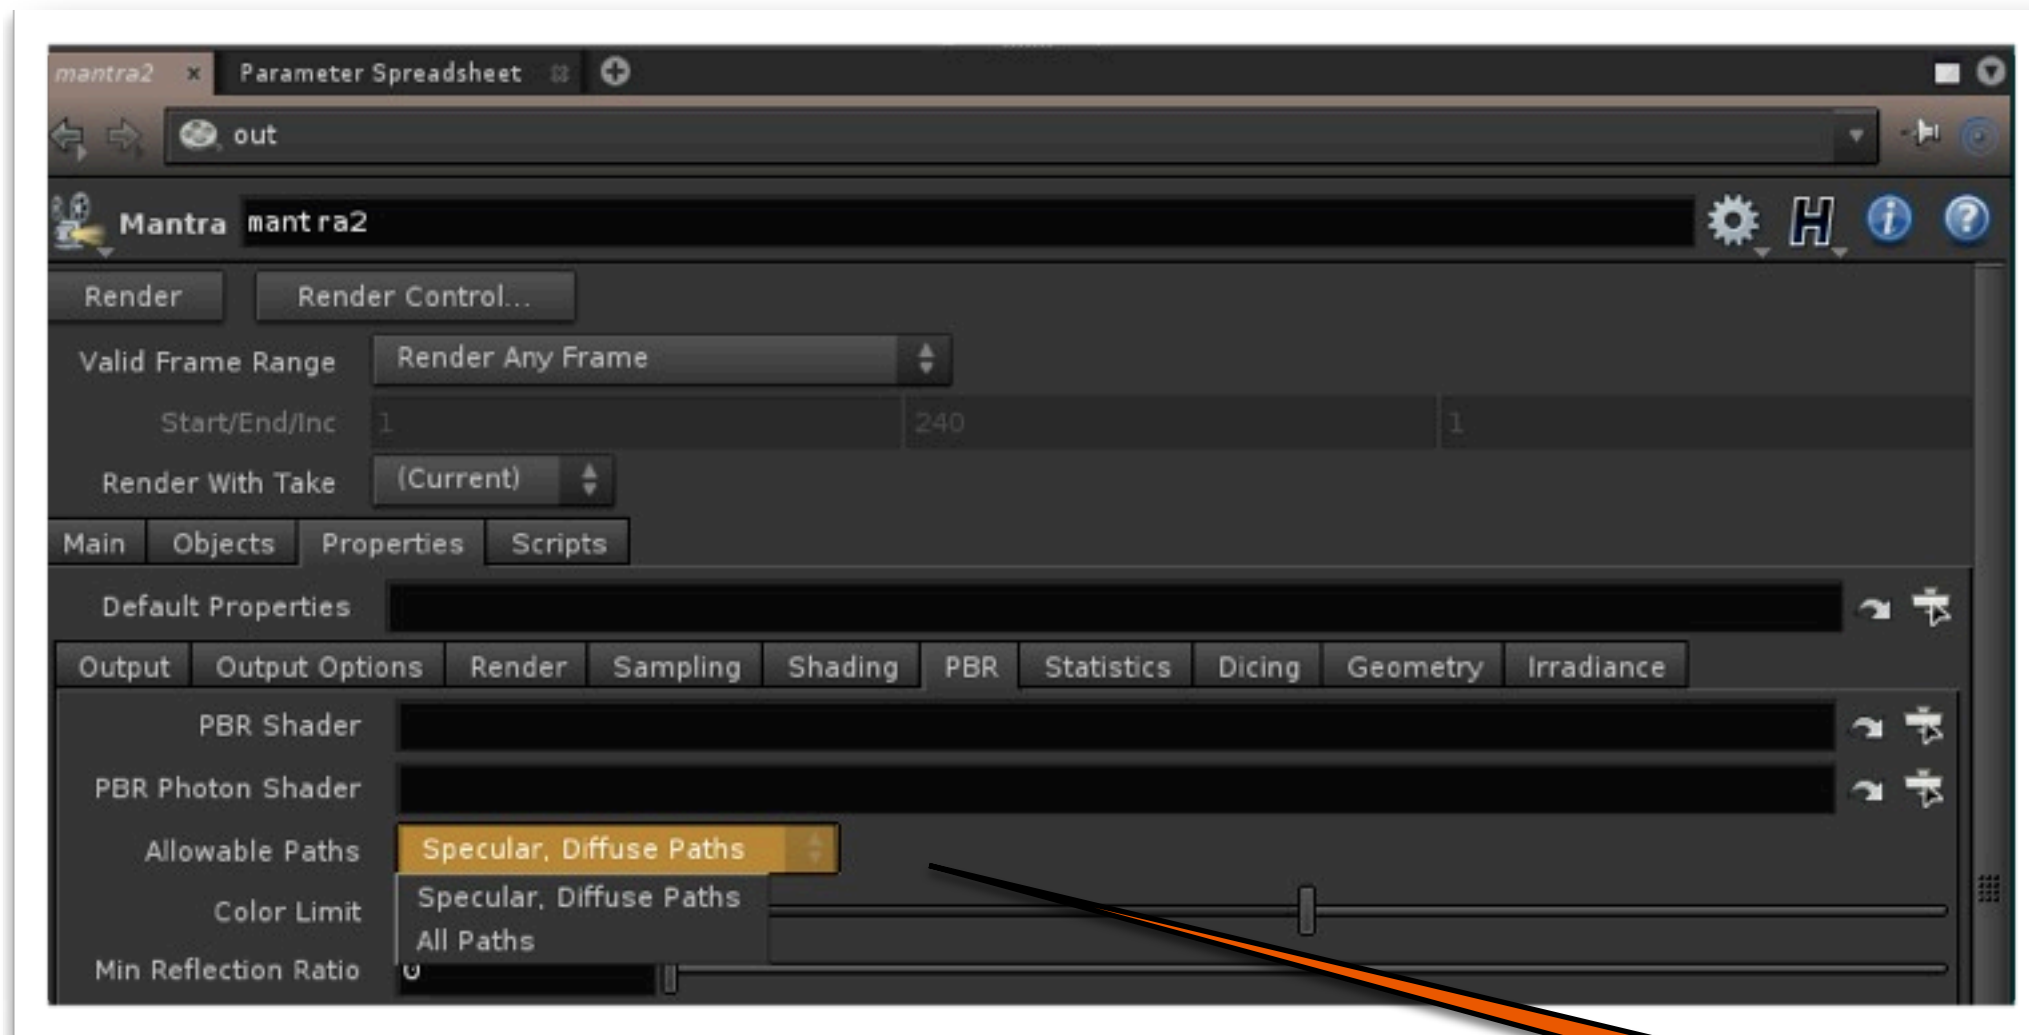 mantra2 Parameter Spreadsheet
out
Mantra mantra2
Render Render Control...
Valid Frame Range Render Any Frame
Start/End/Inc 1 240 1
Render With Take (Current)
Main Objects Properties Scripts
Default Properties
Output Output Options Render Sampling Shading PBR Statistics Dicing Geometry Irradiance
PBR Shader
PBR Photon Shader
Allowable Paths Specular, Diffuse Paths
Specular, Diffuse Paths
Color Limit
All Paths
Min Reflection Ratio 0